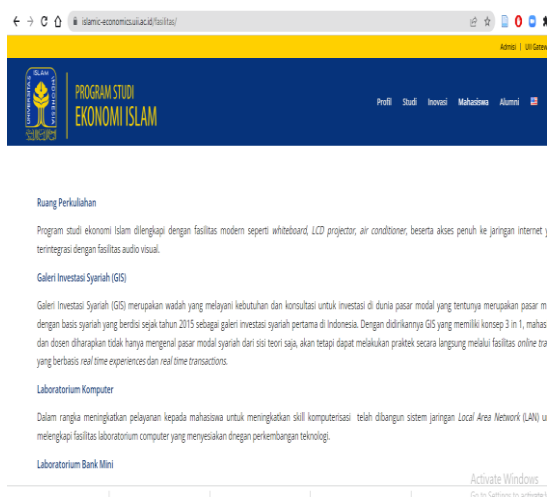 islamic-economics.uii.ac.id/fasilitas/
Admisi | UII Gatew
ISLAM
UNIVERSITAS
INDONESIA
PROGRAM STUDI
EKONOMI ISLAM
Profil Studi Inovasi Mahasiswa Alumni
Ruang Perkuliahan
Program studi ekonomi Islam dilengkapi dengan fasilitas modern seperti whiteboard, LCD projector, air conditioner, beserta akses penuh ke jaringan internet y
terintegrasi dengan fasilitas audio visual.
Galeri Investasi Syariah (GIS)
Galeri Investasi Syariah (GIS) merupakan wadah yang melayani kebutuhan dan konsultasi untuk investasi di dunia pasar modal yang tentunya merupakan pasar m
dengan basis syariah yang berdisi sejak tahun 2015 sebagai galeri investasi syariah pertama di Indonesia. Dengan didirikannya GIS yang memiliki konsep 3 in 1, mahas
dan dosen diharapkan tidak hanya mengenal pasar modal syariah dari sisi teori saja, akan tetapi dapat melakukan praktek secara langsung melalui fasilitas online tra
yang berbasis real time experiences dan real time transactions.
Laboratorium Komputer
Dalam rangka meningkatkan pelayanan kepada mahasiswa untuk meningkatkan skill komputerisasi telah dibangun sistem jaringan Local Area Network (LAN) u
melengkapi fasilitas laboratorium computer yang menyesiakan dnegan perkembangan teknologi.
Laboratorium Bank Mini
Activate Windows
Go to Settings to activate